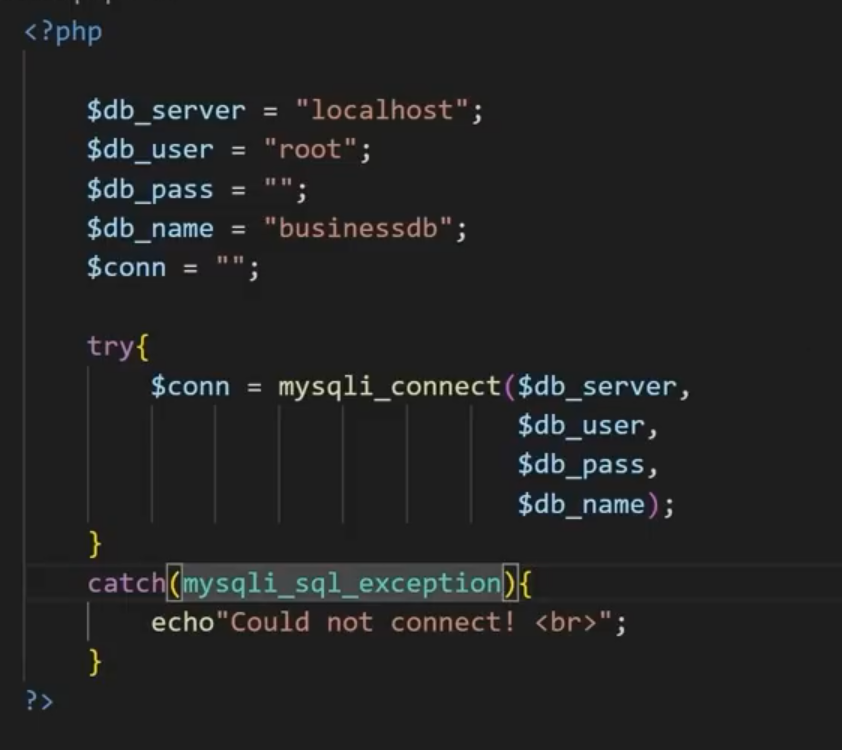 <?php
$db_server = "localhost";
$db_user = "root";
$db_pass = "";
$db_name = "businessdb";
$conn = "";
try{
$conn = mysqli_connect($db_server,
$db_user,
$db_pass,
$db_name);
}
catch(mysqli_sql_exception){
echo"Could not connect! <br>";
}
?>